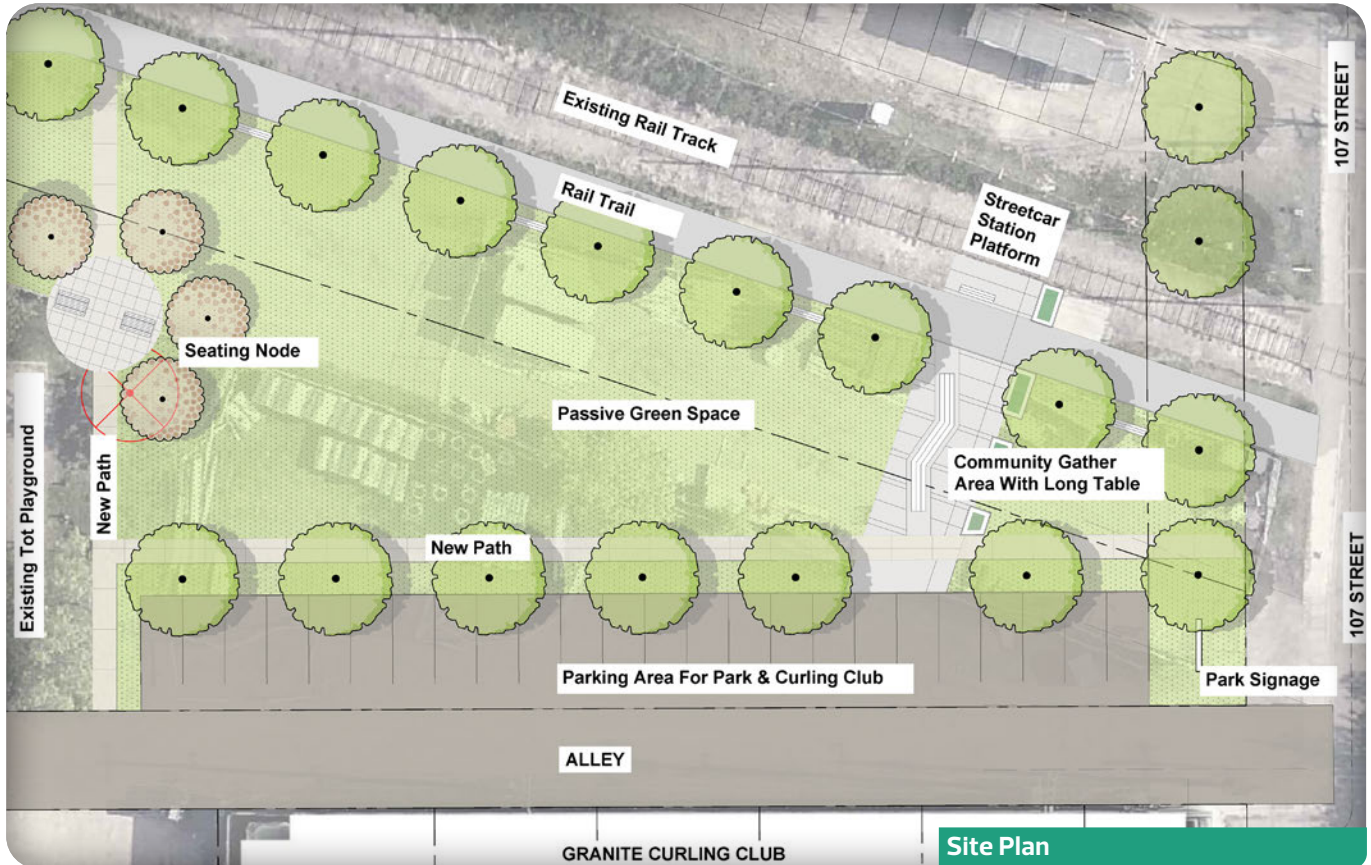 Existing Rail Track
107 STREET
Rail Trail
Streetcar
Station
Platform
Seating Node
Passive Green Space
Existing Tot Playground
New Path
Community Gather
Area With Long Table
New Path
107 STREET
Parking Area For Park & Curling Club
Park Signage
ALLEY
GRANITE CURLING CLUB
Site Plan